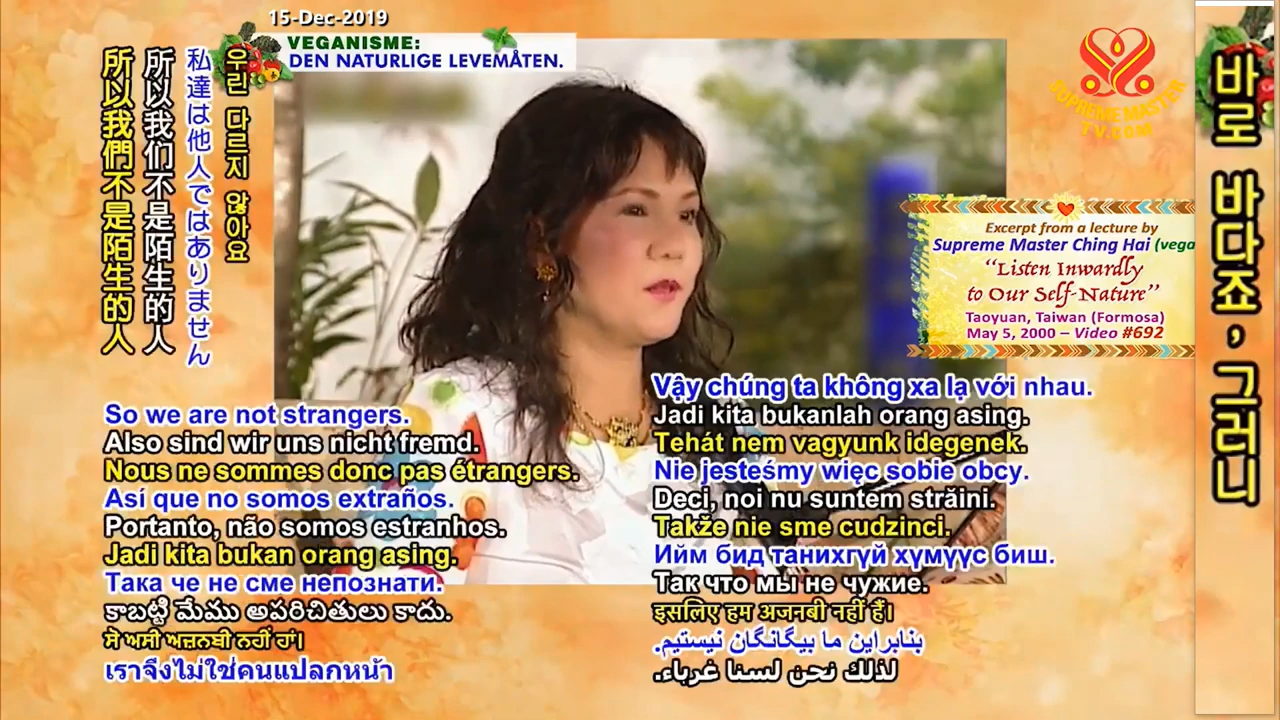 15-Dec-2019
VEGANISME:
DEN NATURLIGE LEVEMÅTEN.
SUPREME MASTER
TV.COM
바로 바다죠, 그러니
우린 다르지 않아요
私達は他人ではありません
所以我们不是陌生的人
所以我們不是陌生的人
Excerpt from a lecture by
Supreme Master Ching Hai (vega
“Listen Inwardly
to Our Self-Nature”
Taoyuan, Taiwan (Formosa)
May 5, 2000 – Video #692
So we are not strangers.
Also sind wir uns nicht fremd.
Nous ne sommes donc pas étrangers.
Así que no somos extraños.
Portanto, não somos estranhos.
Jadi kita bukan orang asing.
Така че не сме непознати.
కాబట్టి మేము అపరిచితులు కాదు.
ਸੋ ਅਸੀ ਅਜ਼ਨਬੀ ਨਹੀਂ ਹਾਂ।
เราจึงไม่ใช่คนแปลกหน้า
Vậy chúng ta không xa lạ với nhau.
Jadi kita bukanlah orang asing.
Tehát nem vagyunk idegenek.
Nie jesteśmy więc sobie obcy.
Deci, noi nu suntem străini.
Takže nie sme cudzinci.
Ийм бид танихгүй хүмүүс биш.
Так что мы не чужие.
इसलिए हम अजनबी नहीं हैं।
بنابراین ما بیگانگان نیستیم.
لذلك نحن لسنا غرباء.